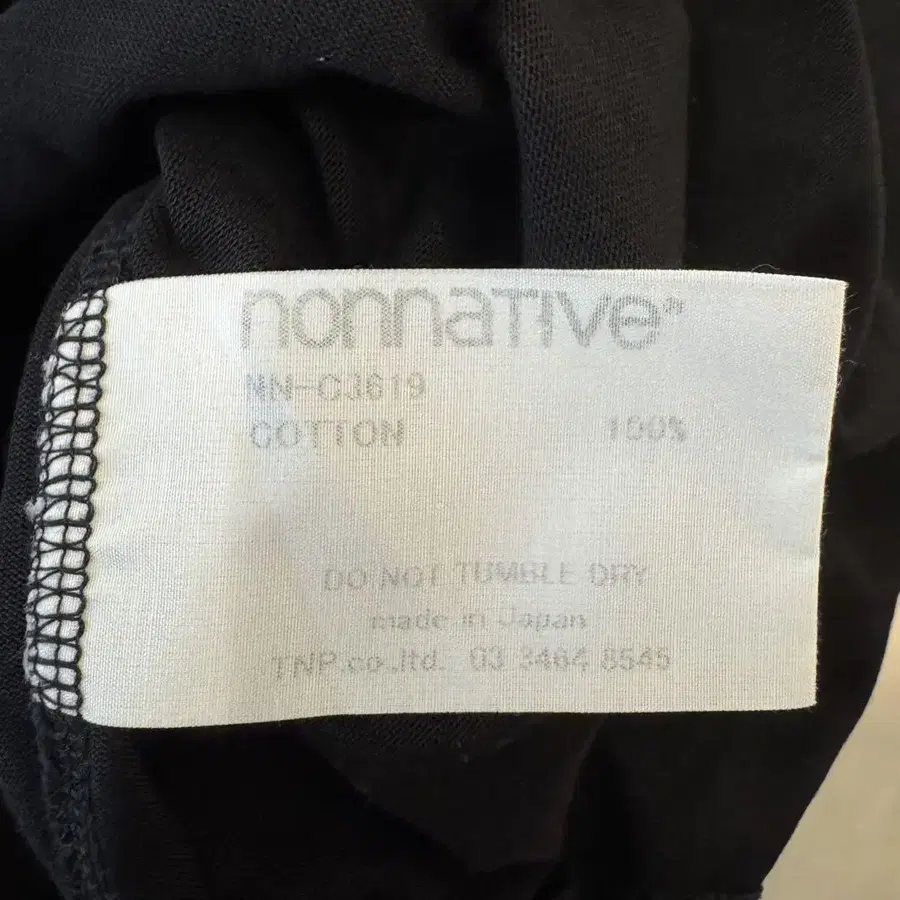 nonnative®
NN-C3619
COTTON 100%
DO NOT TUMBLE DRY
made in Japan
TNP.co.,ltd. 03 3464 8545